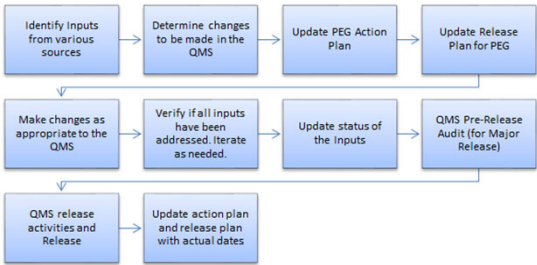 Identify Inputs
from various
sources
Determine changes
to be made in the
QMS
Update PEG Action
Plan
Update Release
Plan for PEG
Make changes as
appropriate to the
QMS
Verify if all inputs
have been
addressed. Iterate
as needed.
Update status of
the Inputs
QMS Pre-Release
Audit (for Major
Release)
QMS release
activities and
Release
Update action plan
and release plan
with actual dates